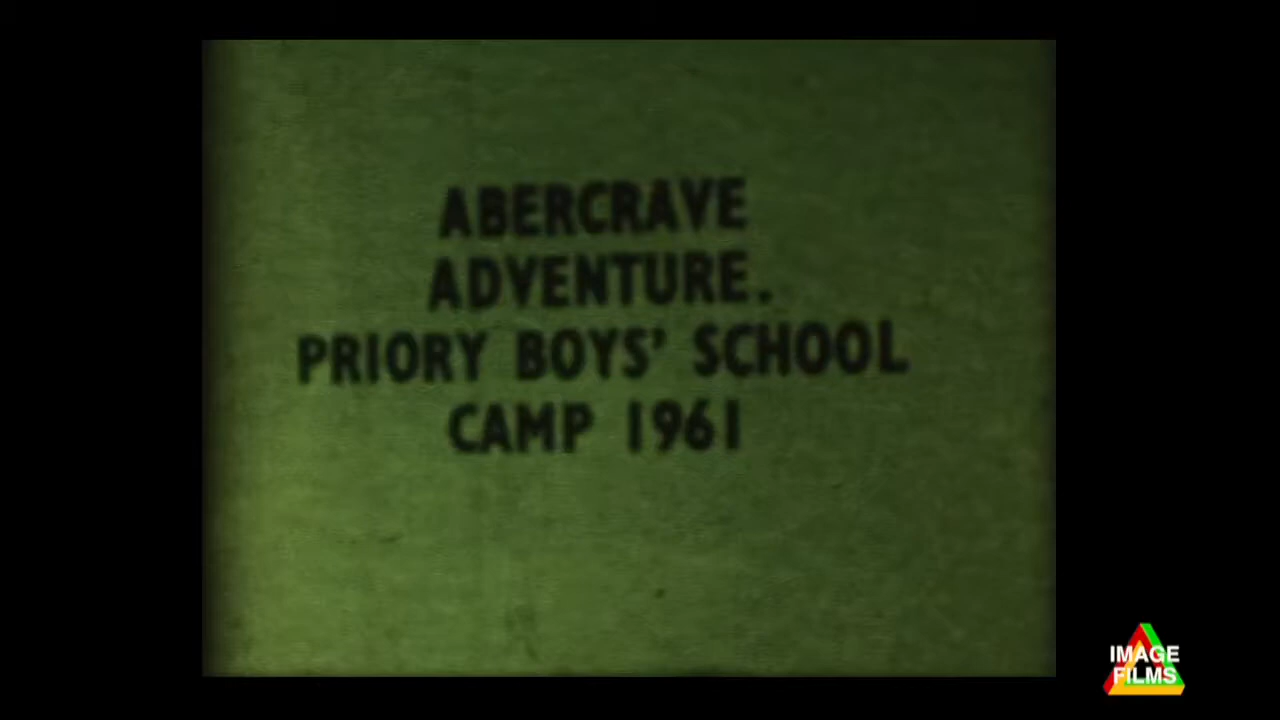 ABERCRAVE
ADVENTURE.
PRIORY BOYS' SCHOOL
CAMP 1961
IMAGE
FILMS